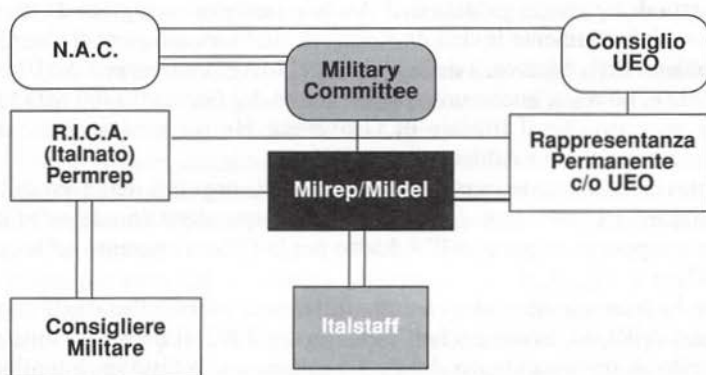 N.A.C.
Military
Committee
Consiglio
UEO
R.I.C.A.
(Italnato)
Permrep
Milrep/Mildel
Rappresentanza
Permanente
c/o UEO
Consigliere
Militare
Italstaff